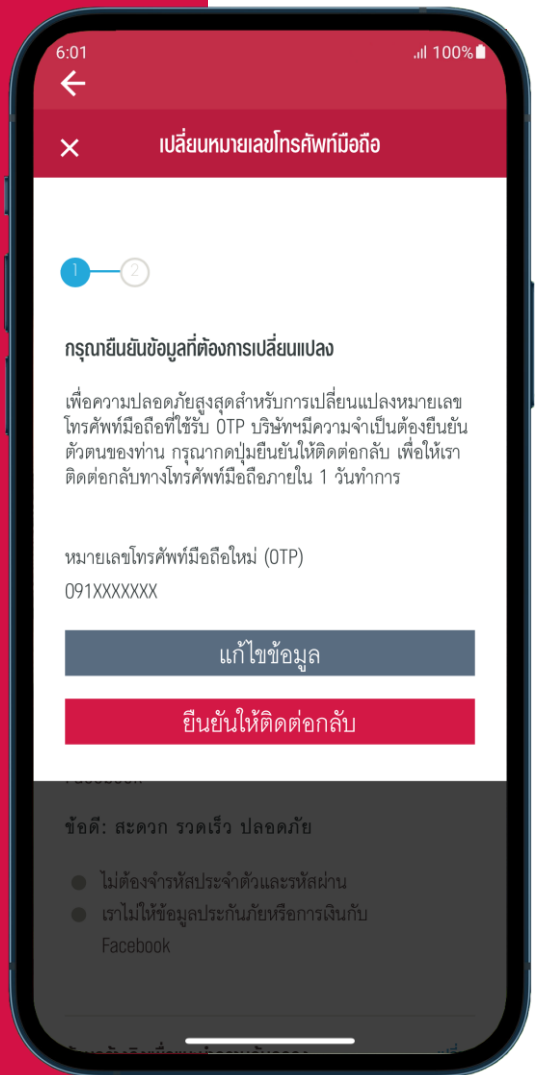 6:01
100%
เปลี่ยนหมายเลขโทรศัพท์มือถือ
1
2
กรุณายืนยันข้อมูลที่ต้องการเปลี่ยนแปลง
เพื่อความปลอดภัยสูงสุดสำหรับการเปลี่ยนแปลงหมายเลข
โทรศัพท์มือถือที่ใช้รับ OTP บริษัทฯมีความจำเป็นต้องยืนยัน
ตัวตนของท่าน กรุณากดปุ่มยืนยันให้ติดต่อกลับ เพื่อให้เรา
ติดต่อกลับทางโทรศัพท์มือถือภายใน 1 วันทำการ
หมายเลขโทรศัพท์มือถือใหม่ (OTP)
091XXXXXXX
แก้ไขข้อมูล
ยืนยันให้ติดต่อกลับ
Facebook
ข้อดี: สะดวก รวดเร็ว ปลอดภัย
ไม่ต้องจำรหัสประจำตัวและรหัสผ่าน
เราไม่ให้ข้อมูลประกันภัยหรือการเงินกับ
Facebook